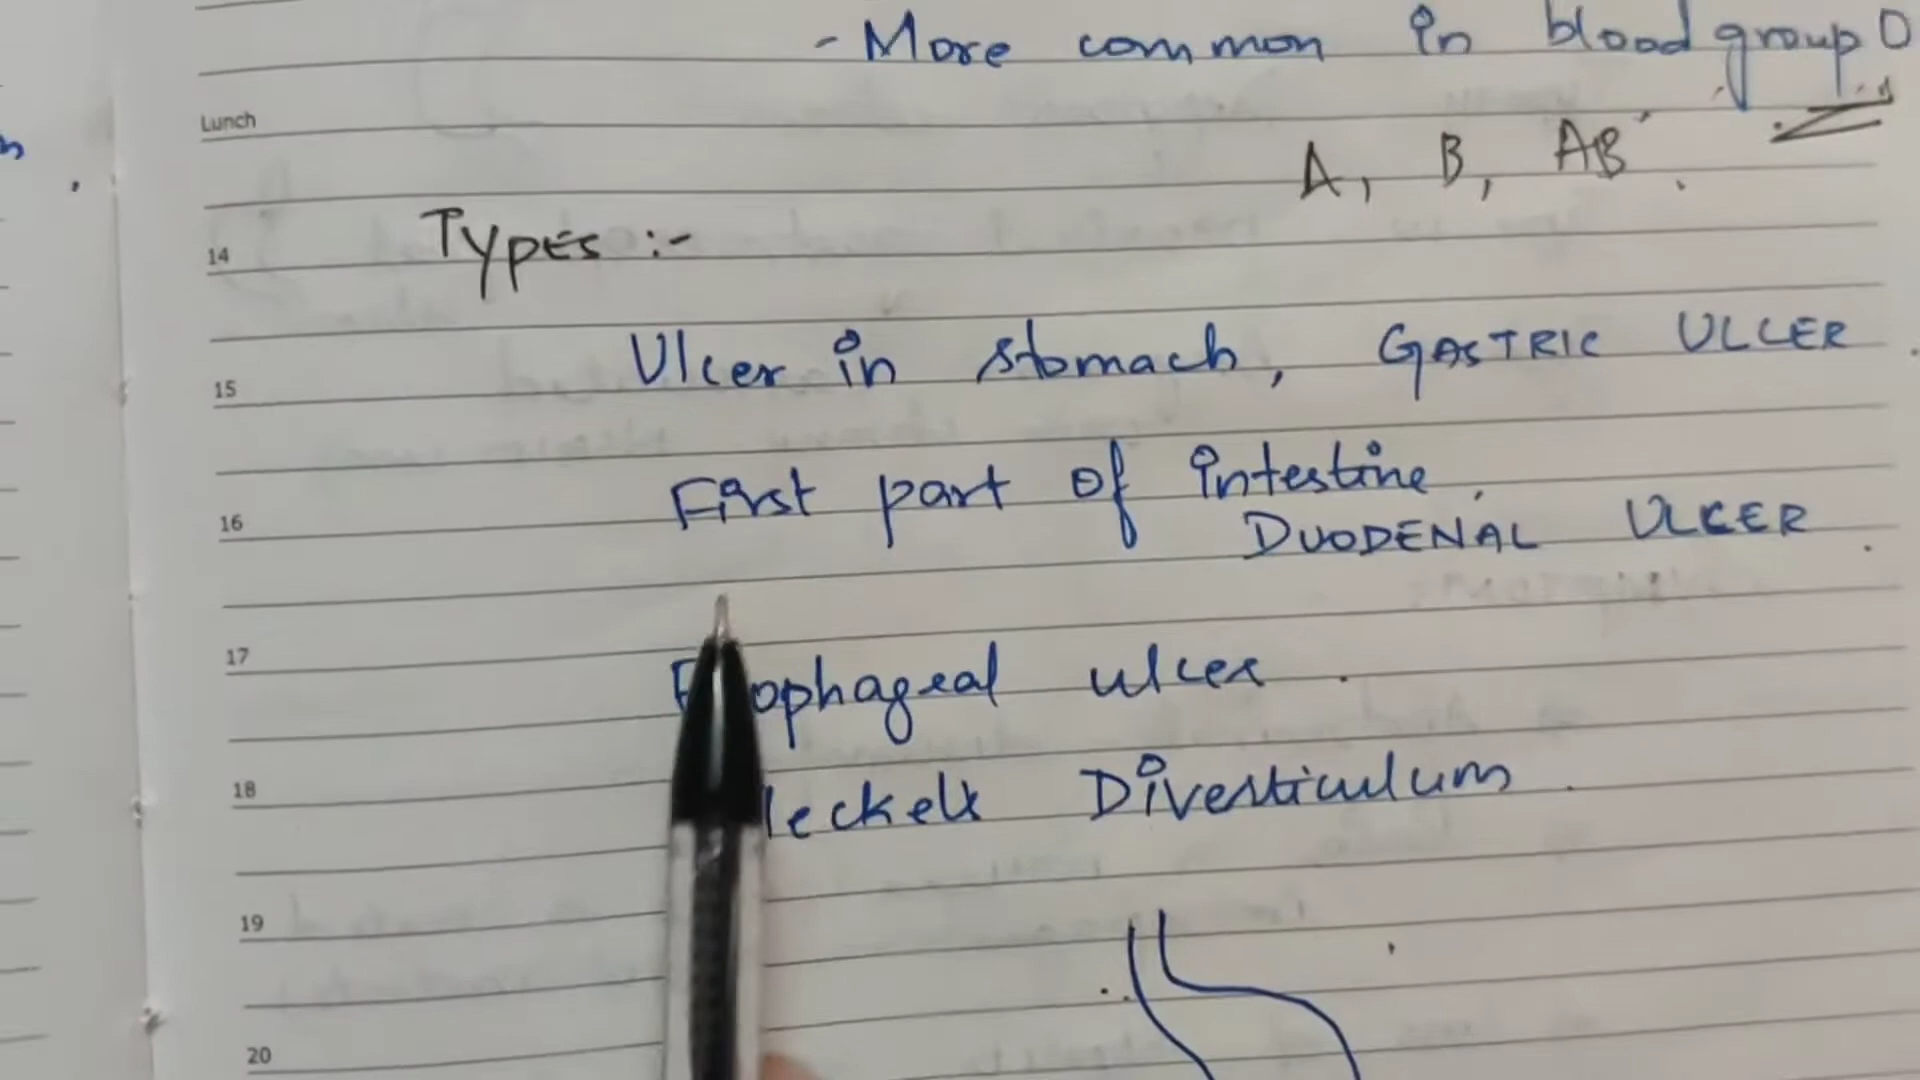 - More common in blood group O
Lunch
A, B, AB
Types :-
14
Ulcer in stomach, GASTRIC ULCER
15
First part of intestine,
16
DUODENAL ULCER
17
ophageal ulcer
18
leckels Diverticulum
19
20